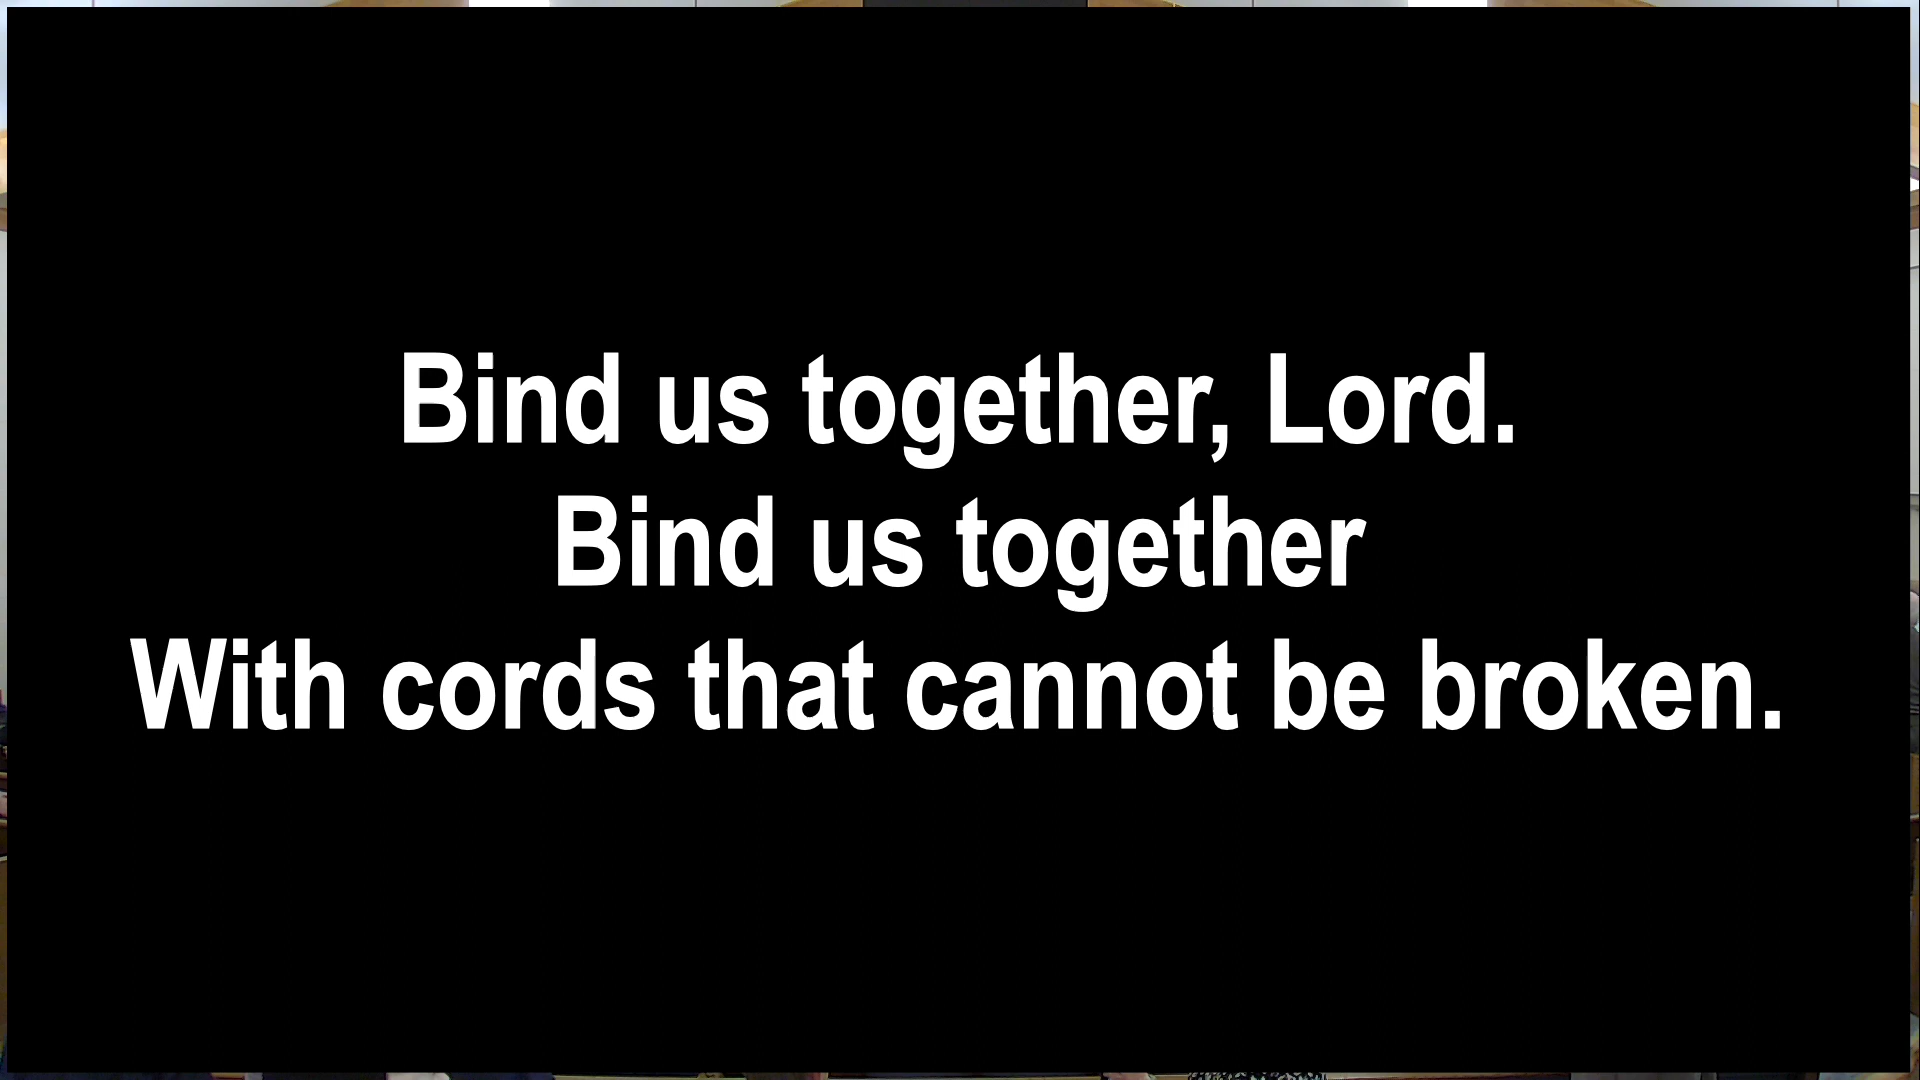 Bind us together, Lord.
Bind us together
With cords that cannot be broken.